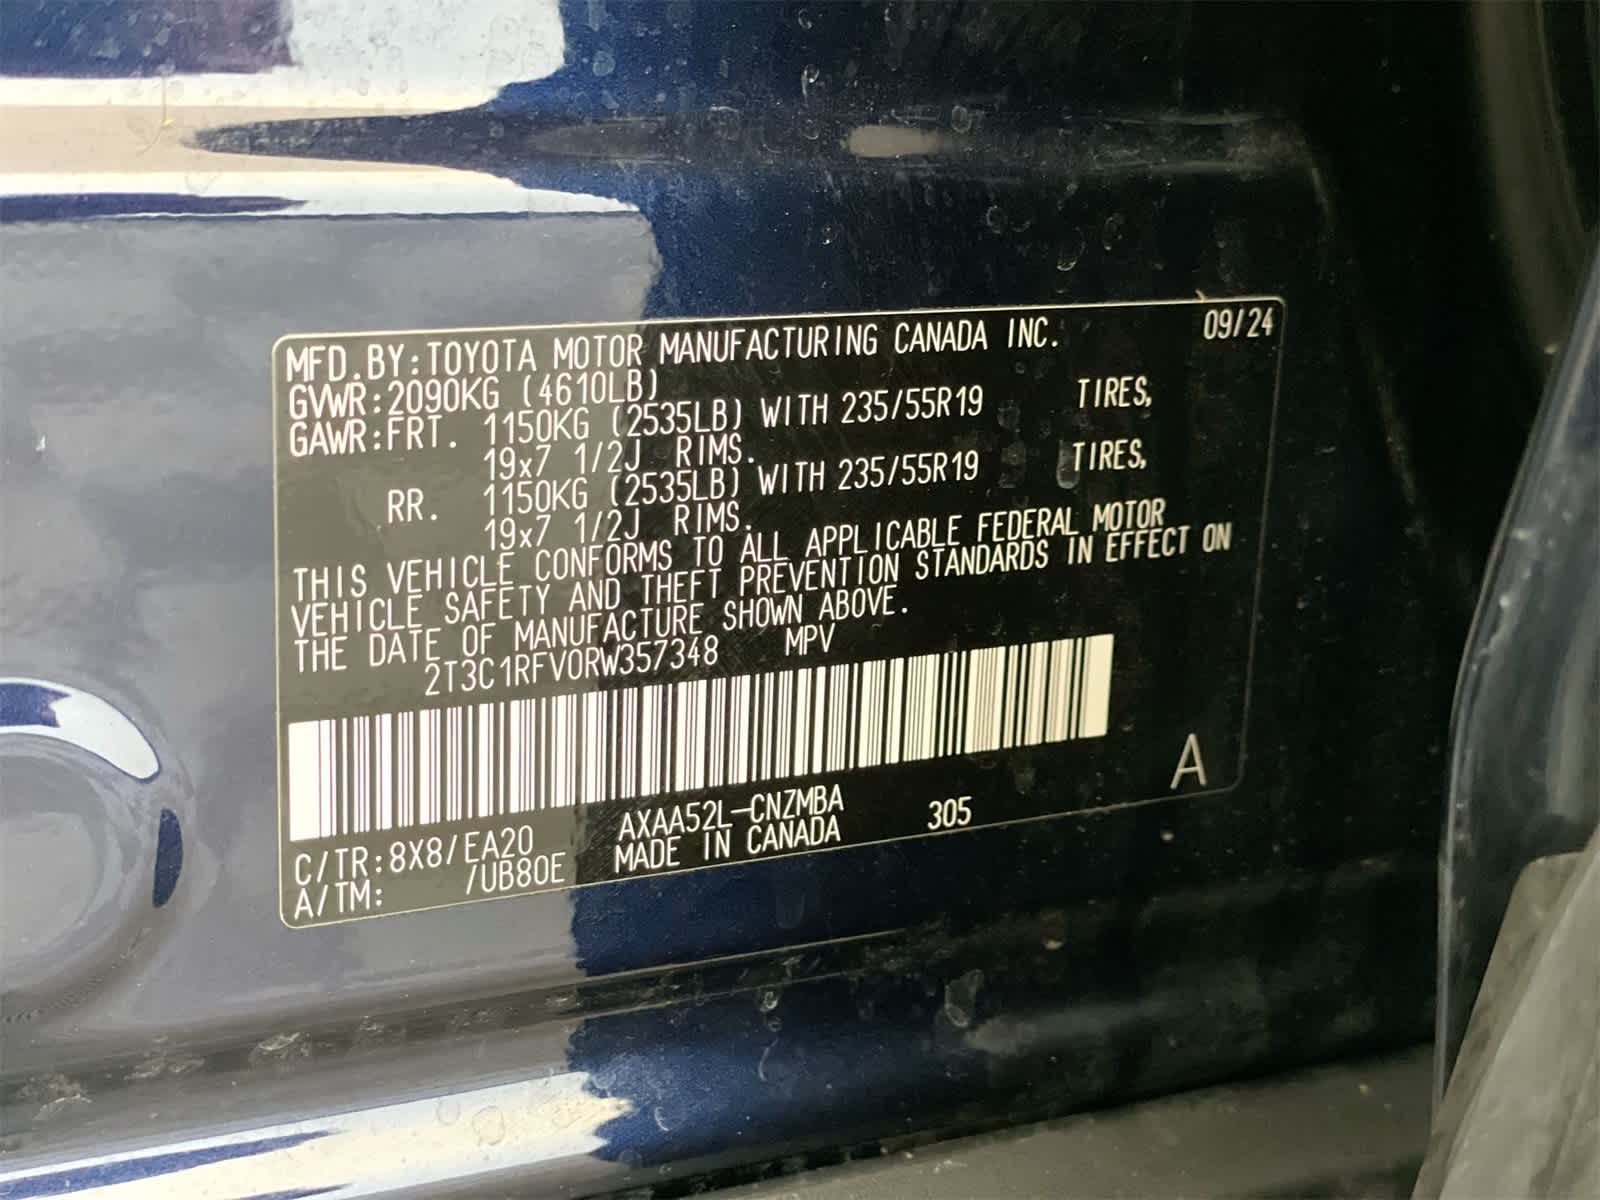 MFD.BY:TOYOTA MOTOR MANUFACTURING CANADA INC. 09/24
GVWR:2090KG (4610LB)
GAWR:FRT. 1150KG (2535LB) WITH 235/55R19 TIRES,
19x7 1/2J RIMS.
RR. 1150KG (2535LB) WITH 235/55R19 TIRES,
19x7 1/2J RIMS.
THIS VEHICLE CONFORMS TO ALL APPLICABLE FEDERAL MOTOR
VEHICLE SAFETY AND THEFT PREVENTION STANDARDS IN EFFECT ON
THE DATE OF MANUFACTURE SHOWN ABOVE.
2T3C1RFV0RW357348 MPV
A
C/TR:8X8/EA20 AXAA52L-CNZMBA 305
A/TM: /UB80E MADE IN CANADA